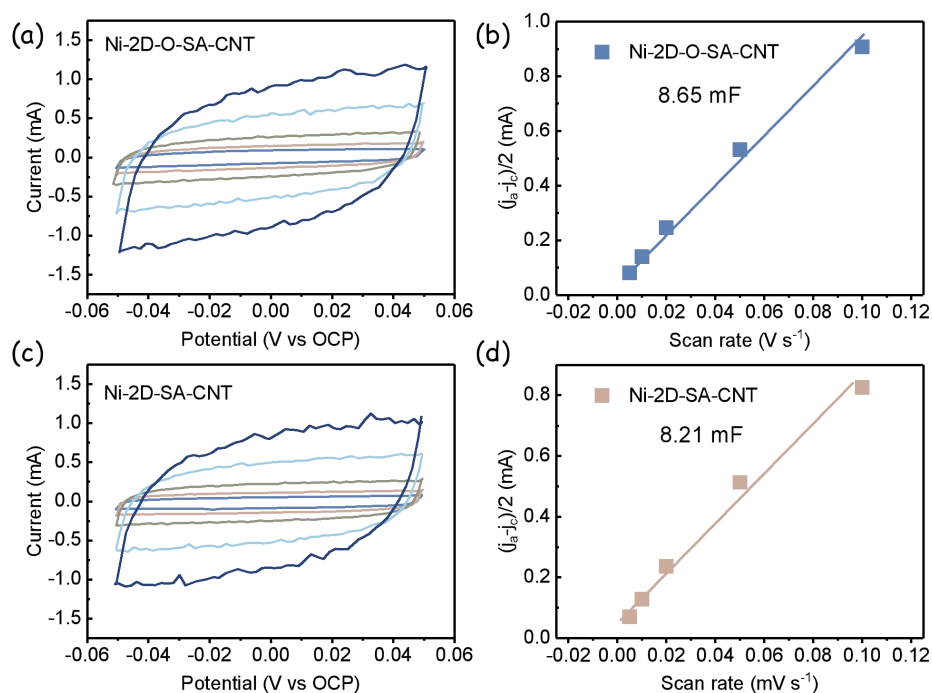 (a)
Ni-2D-O-SA-CNT
1.5
1.0
0.5
0.0
-0.5
-1.0
-1.5
Current (mA)
-0.06 -0.04 -0.02 0.00 0.02 0.04 0.06
Potential (V vs OCP)
(b)
Ni-2D-O-SA-CNT
8.65 mF
1.0
0.8
0.6
0.4
0.2
0.0
(jₐ-j꜀)/2 (mA)
0.00 0.02 0.04 0.06 0.08 0.10 0.12
Scan rate (V s⁻¹)
(c)
Ni-2D-SA-CNT
1.5
1.0
0.5
0.0
-0.5
-1.0
-1.5
Current (mA)
-0.06 -0.04 -0.02 0.00 0.02 0.04 0.06
Potential (V vs OCP)
(d)
Ni-2D-SA-CNT
8.21 mF
0.8
0.6
0.4
0.2
0.0
(jₐ-j꜀)/2 (mA)
0.00 0.02 0.04 0.06 0.08 0.10 0.12
Scan rate (mV s⁻¹)